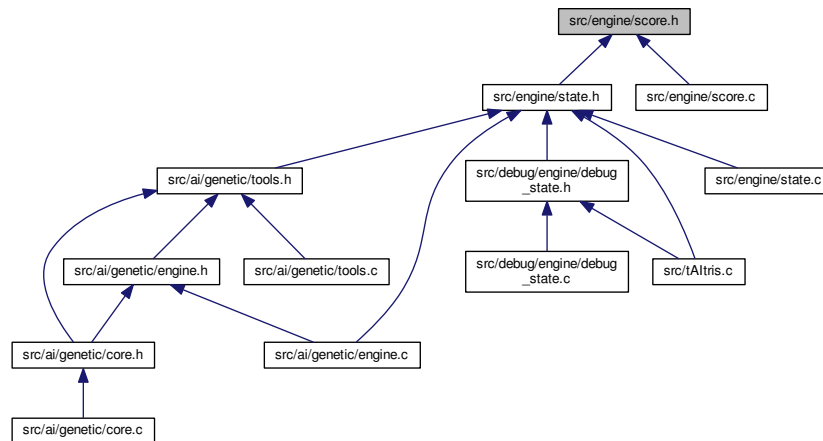 src/engine/score.h
src/engine/state.h
src/engine/score.c
src/ai/genetic/tools.h
src/debug/engine/debug
_state.h
src/engine/state.c
src/ai/genetic/engine.h
src/ai/genetic/tools.c
src/debug/engine/debug
_state.c
src/tAItris.c
src/ai/genetic/core.h
src/ai/genetic/engine.c
src/ai/genetic/core.c